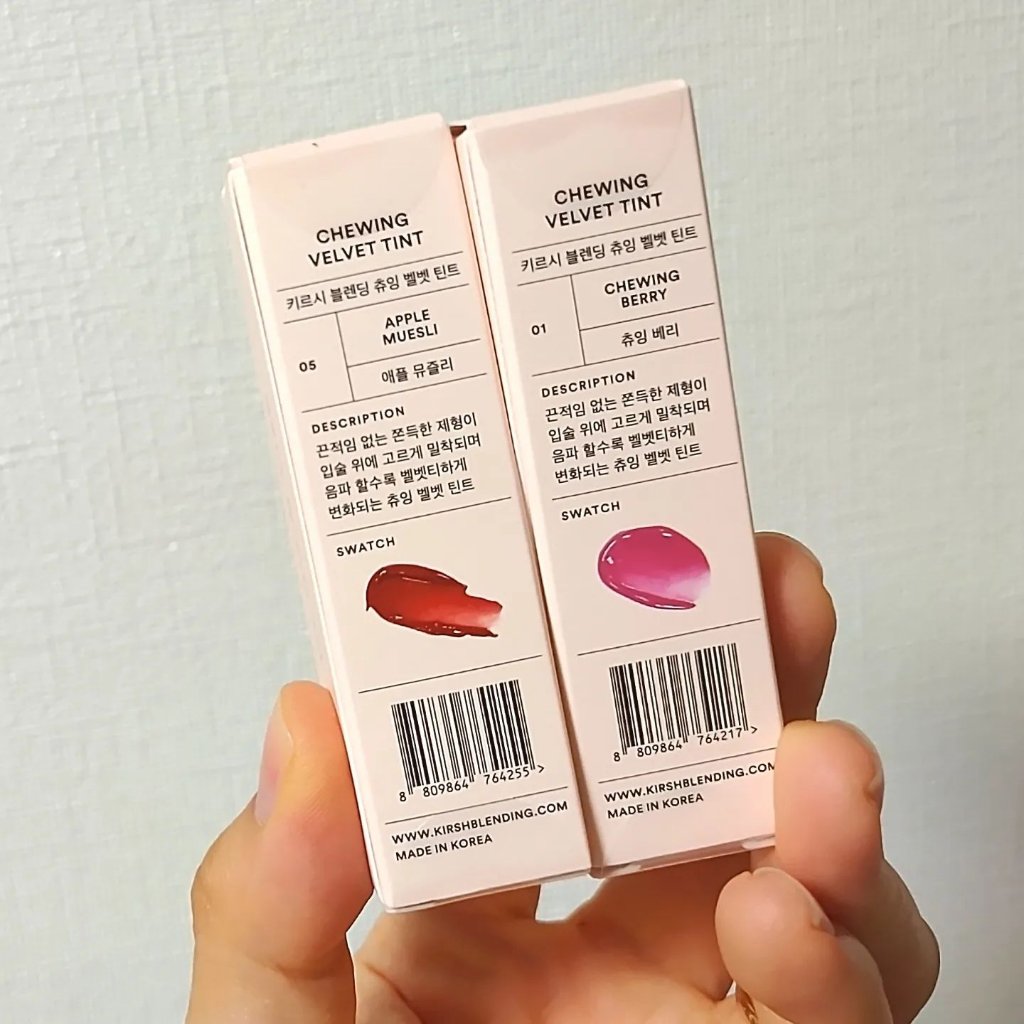 CHEWING
VELVET TINT
키르시 블렌딩 츄잉 벨벳 틴트
05
APPLE
MUESLI
애플 뮤즐리
DESCRIPTION
끈적임 없는 쫀득한 제형이
입술 위에 고르게 밀착되며
음파 할수록 벨벳티하게
변화되는 츄잉 벨벳 틴트
SWATCH
8 809864 764255 >
WWW.KIRSHBLENDING.COM
MADE IN KOREA
CHEWING
VELVET TINT
키르시 블렌딩 츄잉 벨벳 틴트
01
CHEWING
BERRY
츄잉 베리
DESCRIPTION
끈적임 없는 쫀득한 제형이
입술 위에 고르게 밀착되며
음파 할수록 벨벳티하게
변화되는 츄잉 벨벳 틴트
SWATCH
8 809864 764217 >
WWW.KIRSHBLENDING.COM
MADE IN KOREA